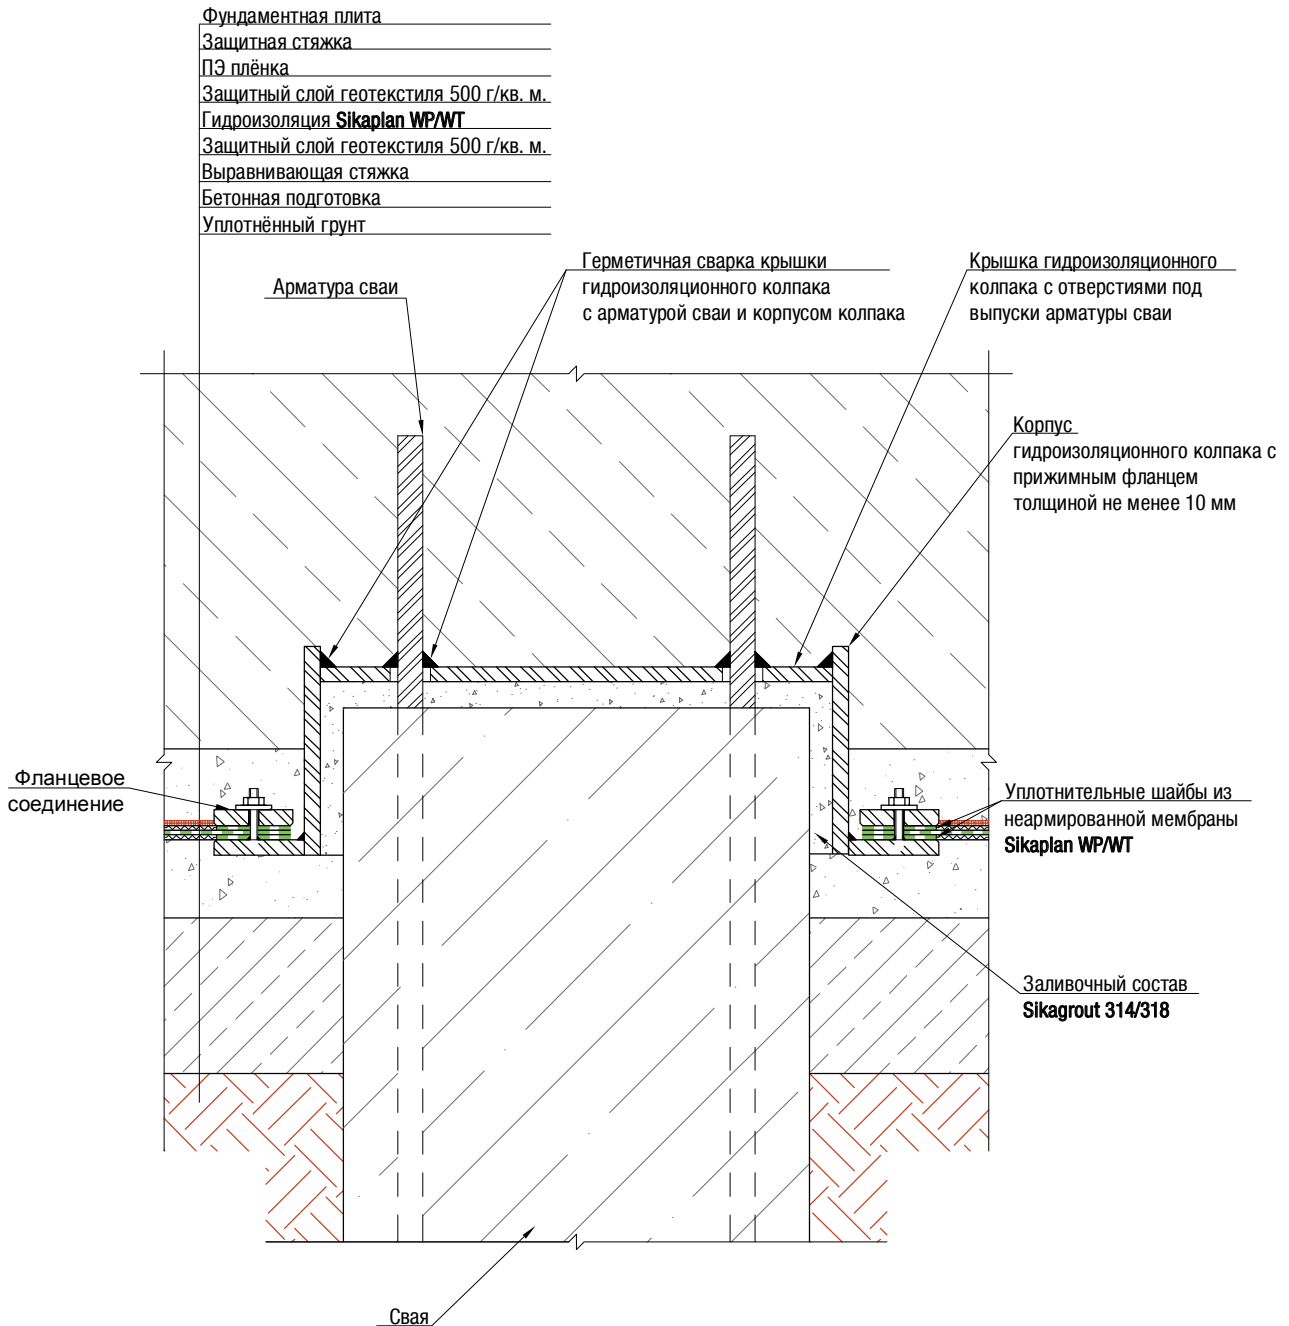 Фундаментная плита
Защитная стяжка
ПЭ плёнка
Защитный слой геотекстиля 500 г/кв. м.
Гидроизоляция Sikaplan WP/WT
Защитный слой геотекстиля 500 г/кв. м.
Выравнивающая стяжка
Бетонная подготовка
Уплотнённый грунт
Арматура сваи
Герметичная сварка крышки
гидроизоляционного колпака
с арматурой сваи и корпусом колпака
Крышка гидроизоляционного
колпака с отверстиями под
выпуски арматуры сваи
Корпус
гидроизоляционного колпака с
прижимным фланцем
толщиной не менее 10 мм
Фланцевое
соединение
Уплотнительные шайбы из
неармированной мембраны
Sikaplan WP/WT
Заливочный состав
Sikagrout 314/318
Свая